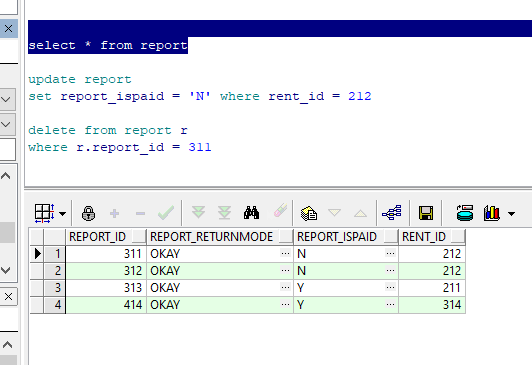 select * from report
update report
set report_ispaid = 'N' where rent_id = 212
delete from report r
where r.report_id = 311
REPORT_ID REPORT_RETURNMODE REPORT_ISPAID RENT_ID
1 311 OKAY ... N ... 212
2 312 OKAY ... N ... 212
3 313 OKAY ... Y ... 211
4 414 OKAY ... Y ... 314